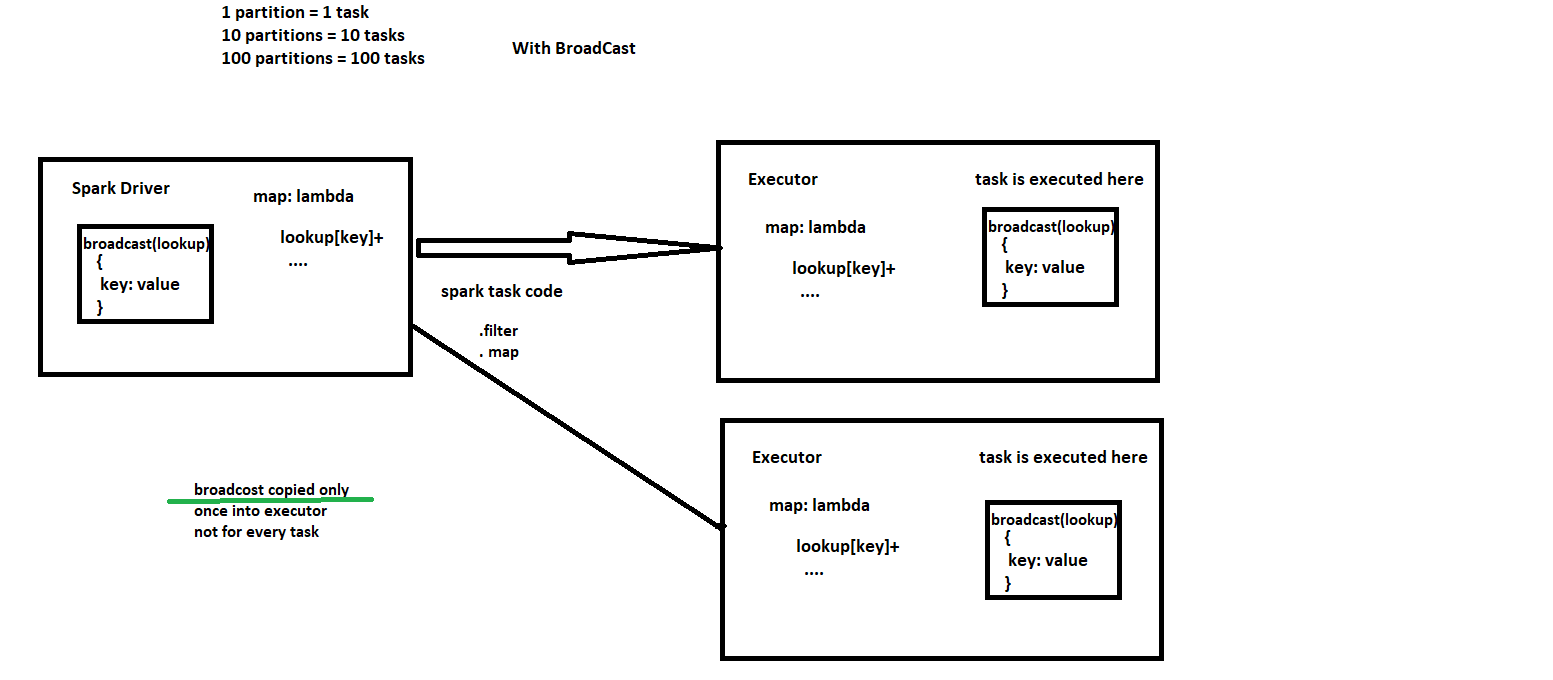 1 partition = 1 task
10 partitions = 10 tasks
100 partitions = 100 tasks
With BroadCast
Spark Driver
map: lambda
broadcast(lookup)
{
key: value
}
lookup[key]+
....
spark task code
.filter
. map
Executor
task is executed here
map: lambda
lookup[key]+
....
broadcast(lookup)
{
key: value
}
broadcost copied only
once into executor
not for every task
Executor
task is executed here
map: lambda
lookup[key]+
....
broadcast(lookup)
{
key: value
}